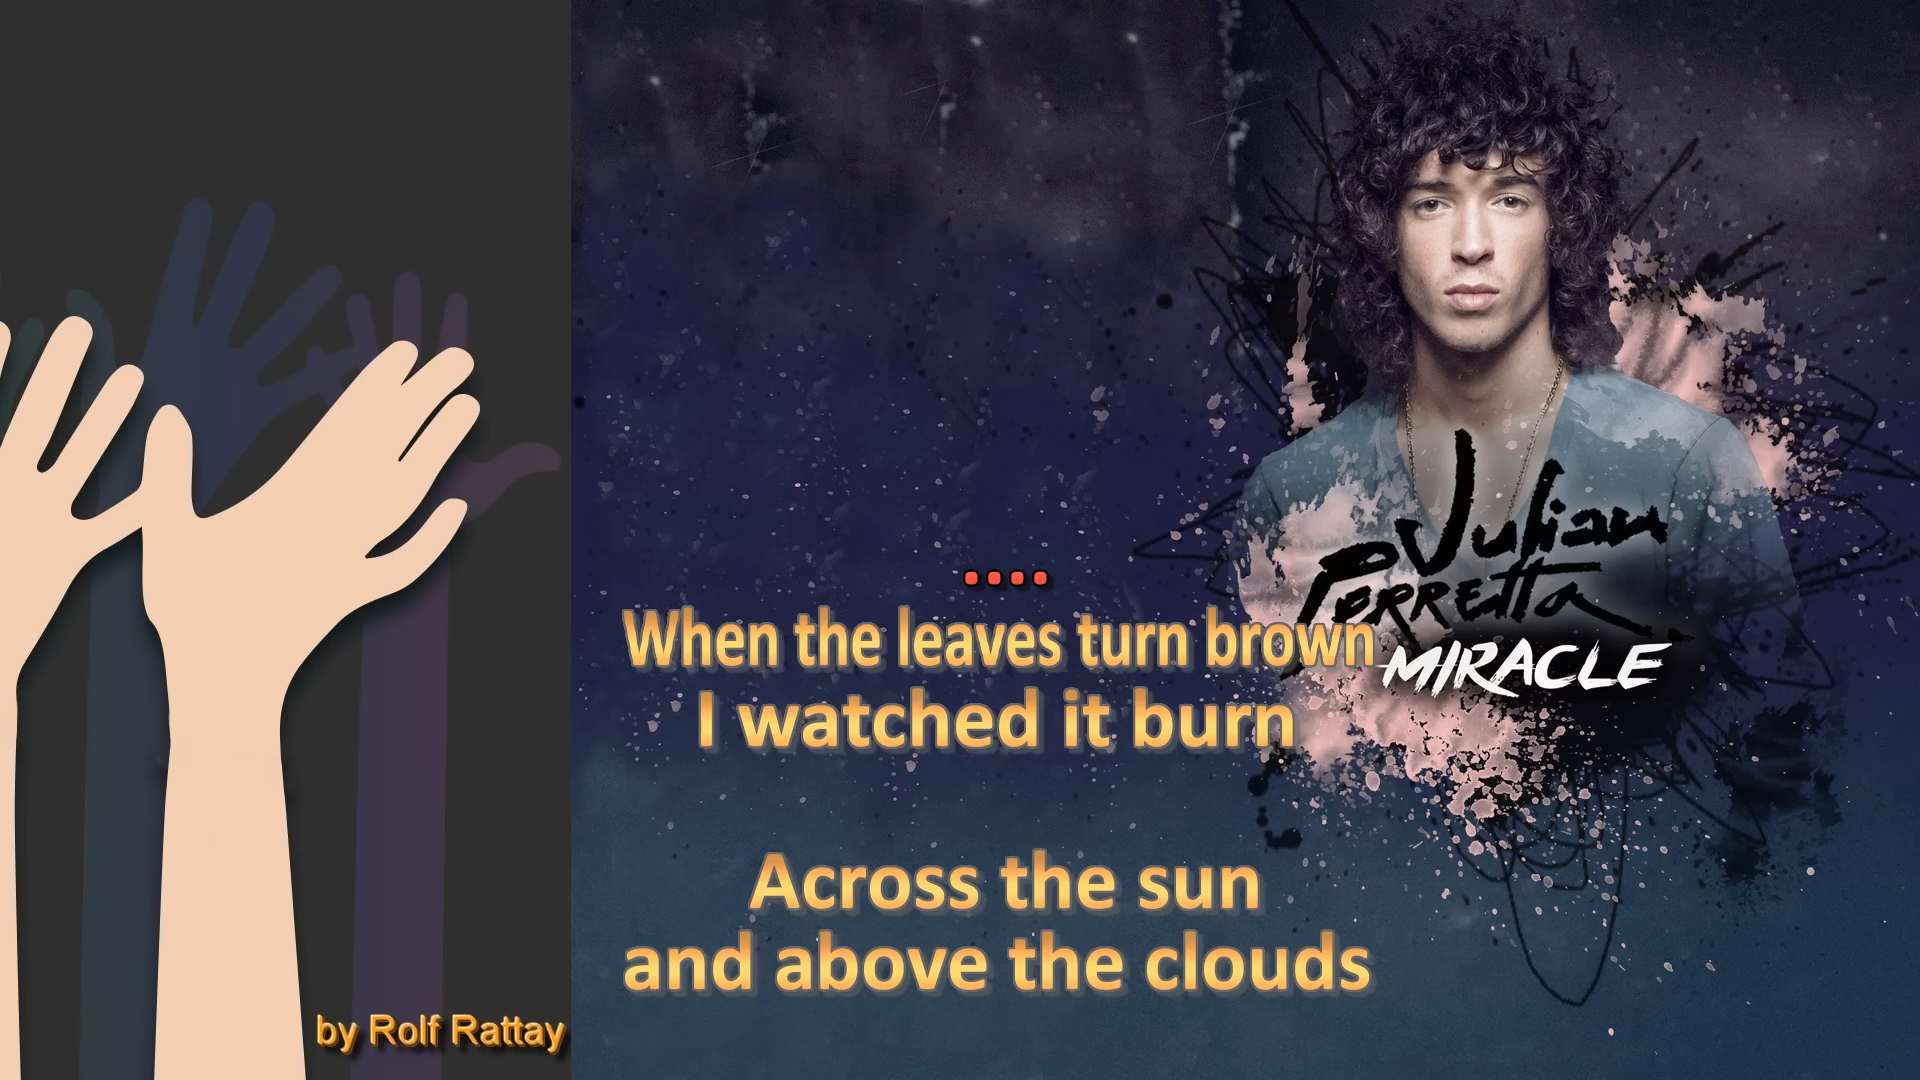 Julian
Perretta
MIRACLE
....
When the leaves turn brown
I watched it burn
Across the sun
and above the clouds
by Rolf Rattay